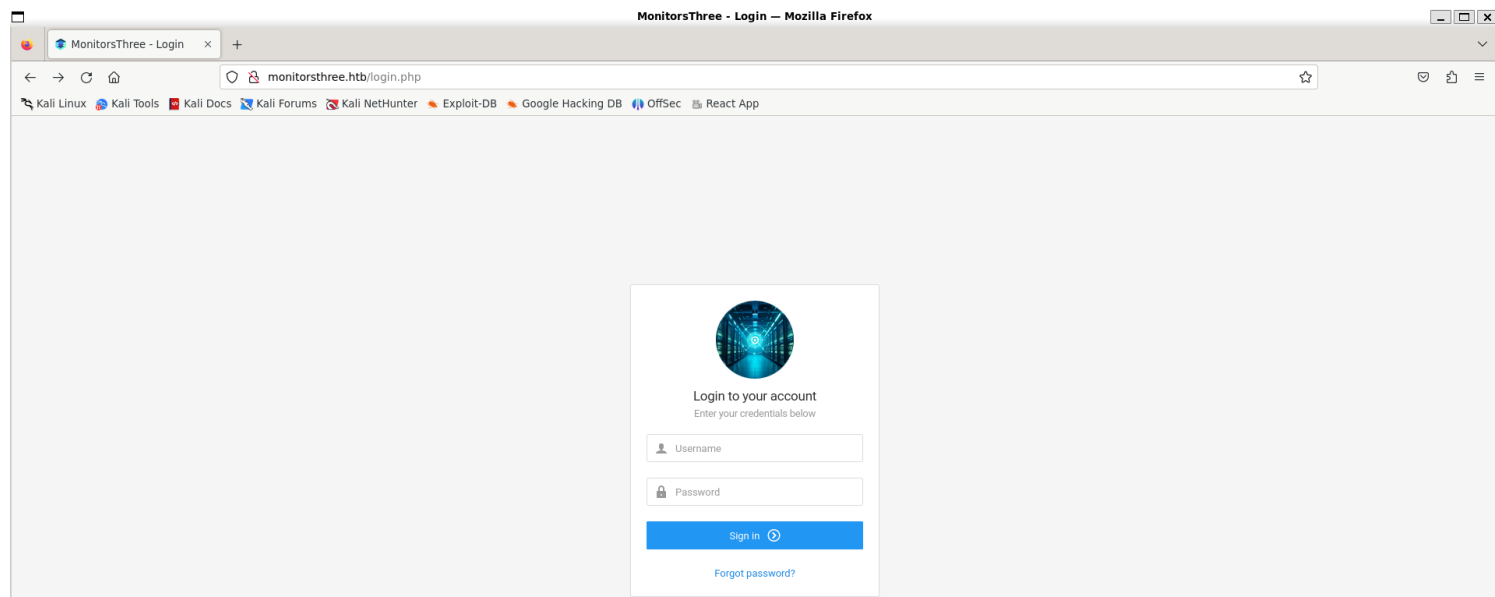 MonitorsThree - Login — Mozilla Firefox
MonitorsThree - Login
monitorsthree.htb/login.php
Kali Linux Kali Tools Kali Docs Kali Forums Kali NetHunter Exploit-DB Google Hacking DB OffSec React App
Login to your account
Enter your credentials below
Username
Password
Sign in
Forgot password?